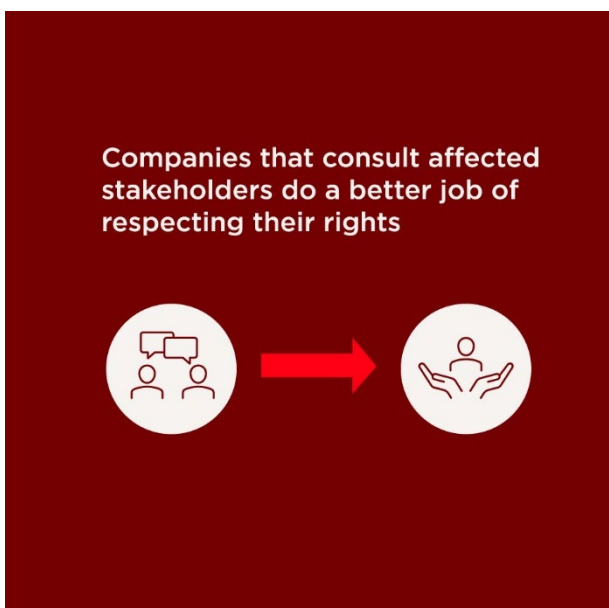 Companies that consult affected
stakeholders do a better job of
respecting their rights